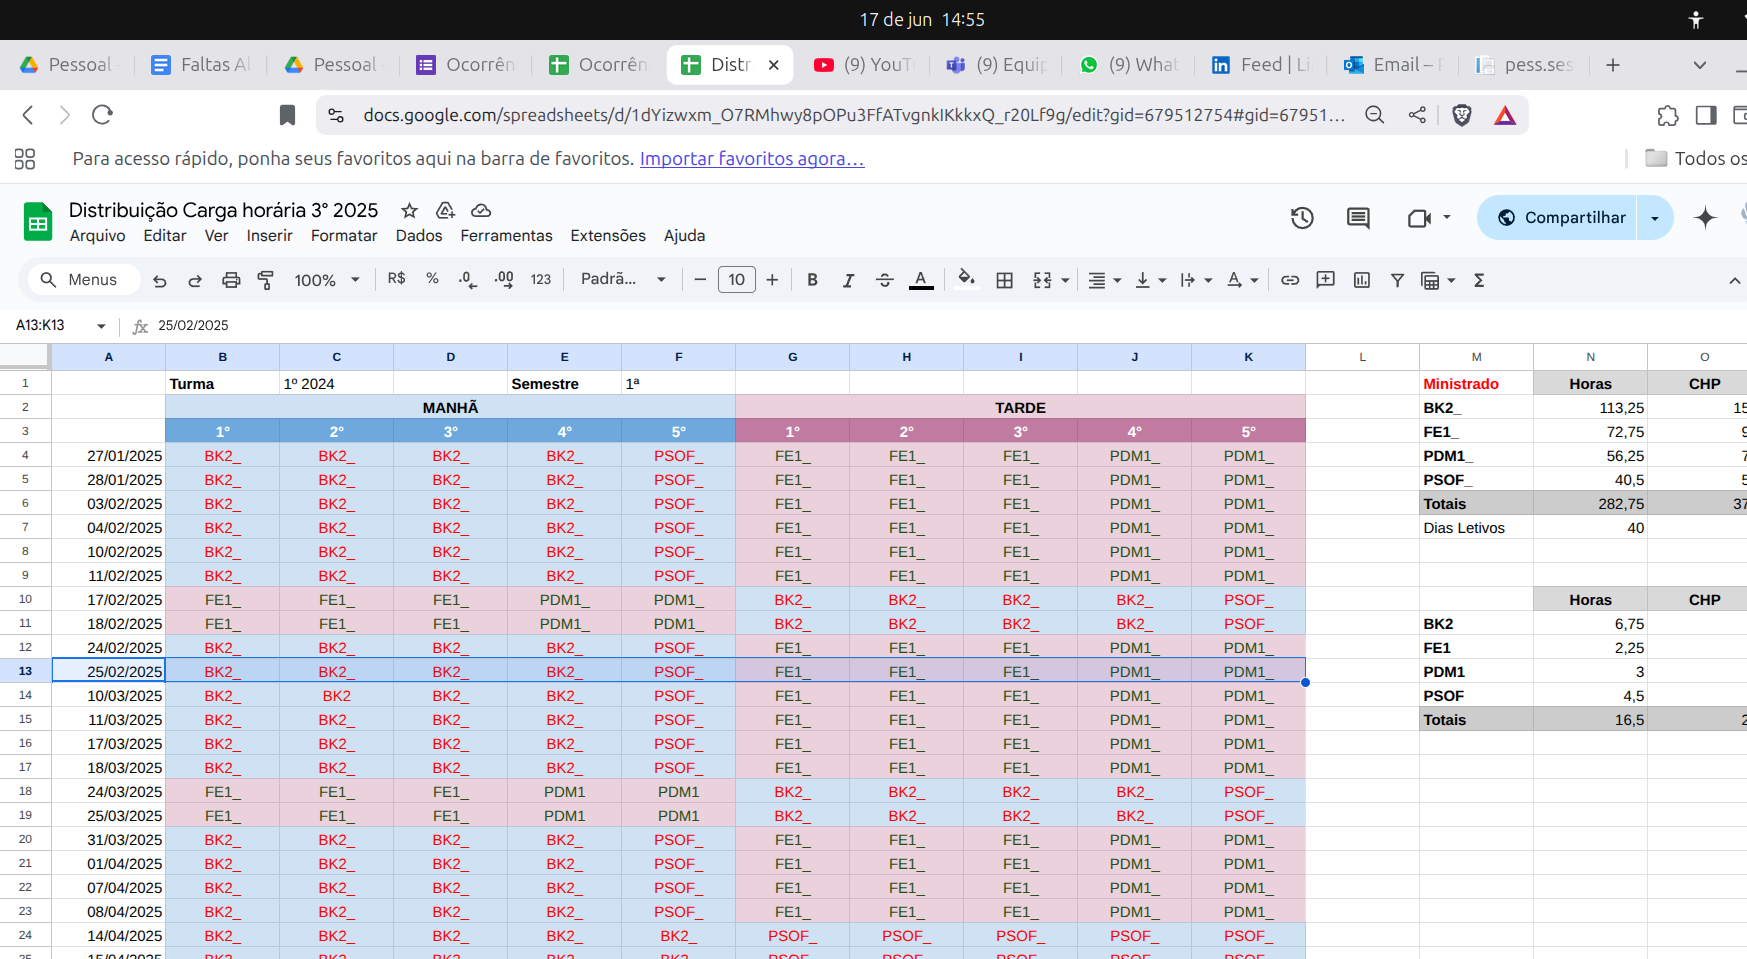 17 de jun 14:55
Pessoal Faltas Al Pessoal Ocorrên Ocorrên Distr (9) YouT (9) Equip (9) What Feed | Li Email – pess.ses
docs.google.com/spreadsheets/d/1dYizwxm_O7RMhwy8pOPu3FfATvgnkIKkkxQ_r20Lf9g/edit?gid=679512754#gid=67951...
Para acesso rápido, ponha seus favoritos aqui na barra de favoritos. Importar favoritos agora... Todos os
Distribuição Carga horária 3° 2025
Arquivo Editar Ver Inserir Formatar Dados Ferramentas Extensões Ajuda
Compartilhar
Menus 100% R$ % .0 .00 123 Padrã... 10 B I A Σ
A13:K13 fx 25/02/2025
A B C D E F G H I J K L M N O
1 Turma 1º 2024 Semestre 1ª Ministrado Horas CHP
2 MANHÃ TARDE BK2_ 113,25 15
3 1° 2° 3° 4° 5° 1° 2° 3° 4° 5° FE1_ 72,75 9
4 27/01/2025 BK2_ BK2_ BK2_ BK2_ PSOF_ FE1_ FE1_ FE1_ PDM1_ PDM1_ PDM1_ 56,25 7
5 28/01/2025 BK2_ BK2_ BK2_ BK2_ PSOF_ FE1_ FE1_ FE1_ PDM1_ PDM1_ PSOF_ 40,5 5
6 03/02/2025 BK2_ BK2_ BK2_ BK2_ PSOF_ FE1_ FE1_ FE1_ PDM1_ PDM1_ Totais 282,75 37
7 04/02/2025 BK2_ BK2_ BK2_ BK2_ PSOF_ FE1_ FE1_ FE1_ PDM1_ PDM1_ Dias Letivos 40
8 10/02/2025 BK2_ BK2_ BK2_ BK2_ PSOF_ FE1_ FE1_ FE1_ PDM1_ PDM1_
9 11/02/2025 BK2_ BK2_ BK2_ BK2_ PSOF_ FE1_ FE1_ FE1_ PDM1_ PDM1_
10 17/02/2025 FE1_ FE1_ FE1_ PDM1_ PDM1_ BK2_ BK2_ BK2_ BK2_ PSOF_ Horas CHP
11 18/02/2025 FE1_ FE1_ FE1_ PDM1_ PDM1_ BK2_ BK2_ BK2_ BK2_ PSOF_ BK2 6,75
12 24/02/2025 BK2_ BK2_ BK2_ BK2_ PSOF_ FE1_ FE1_ FE1_ PDM1_ PDM1_ FE1 2,25
13 25/02/2025 BK2_ BK2_ BK2_ BK2_ PSOF_ FE1_ FE1_ FE1_ PDM1_ PDM1_ PDM1 3
14 10/03/2025 BK2_ BK2 BK2_ BK2_ PSOF_ FE1_ FE1_ FE1_ PDM1_ PDM1_ PSOF 4,5
15 11/03/2025 BK2_ BK2_ BK2_ BK2_ PSOF_ FE1_ FE1_ FE1_ PDM1_ PDM1_ Totais 16,5 2
16 17/03/2025 BK2_ BK2_ BK2_ BK2_ PSOF_ FE1_ FE1_ FE1_ PDM1_ PDM1_
17 18/03/2025 BK2_ BK2_ BK2_ BK2_ PSOF_ FE1_ FE1_ FE1_ PDM1_ PDM1_
18 24/03/2025 FE1_ FE1_ FE1_ PDM1 PDM1 BK2_ BK2_ BK2_ BK2_ PSOF_
19 25/03/2025 FE1_ FE1_ FE1_ PDM1 PDM1 BK2_ BK2_ BK2_ BK2_ PSOF_
20 31/03/2025 BK2_ BK2_ BK2_ BK2_ PSOF_ FE1_ FE1_ FE1_ PDM1_ PDM1_
21 01/04/2025 BK2_ BK2_ BK2_ BK2_ PSOF_ FE1_ FE1_ FE1_ PDM1_ PDM1_
22 07/04/2025 BK2_ BK2_ BK2_ BK2_ PSOF_ FE1_ FE1_ FE1_ PDM1_ PDM1_
23 08/04/2025 BK2_ BK2_ BK2_ BK2_ PSOF_ FE1_ FE1_ FE1_ PDM1_ PDM1_
24 14/04/2025 BK2_ BK2_ BK2_ BK2_ BK2_ PSOF_ PSOF_ PSOF_ PSOF_ PSOF_